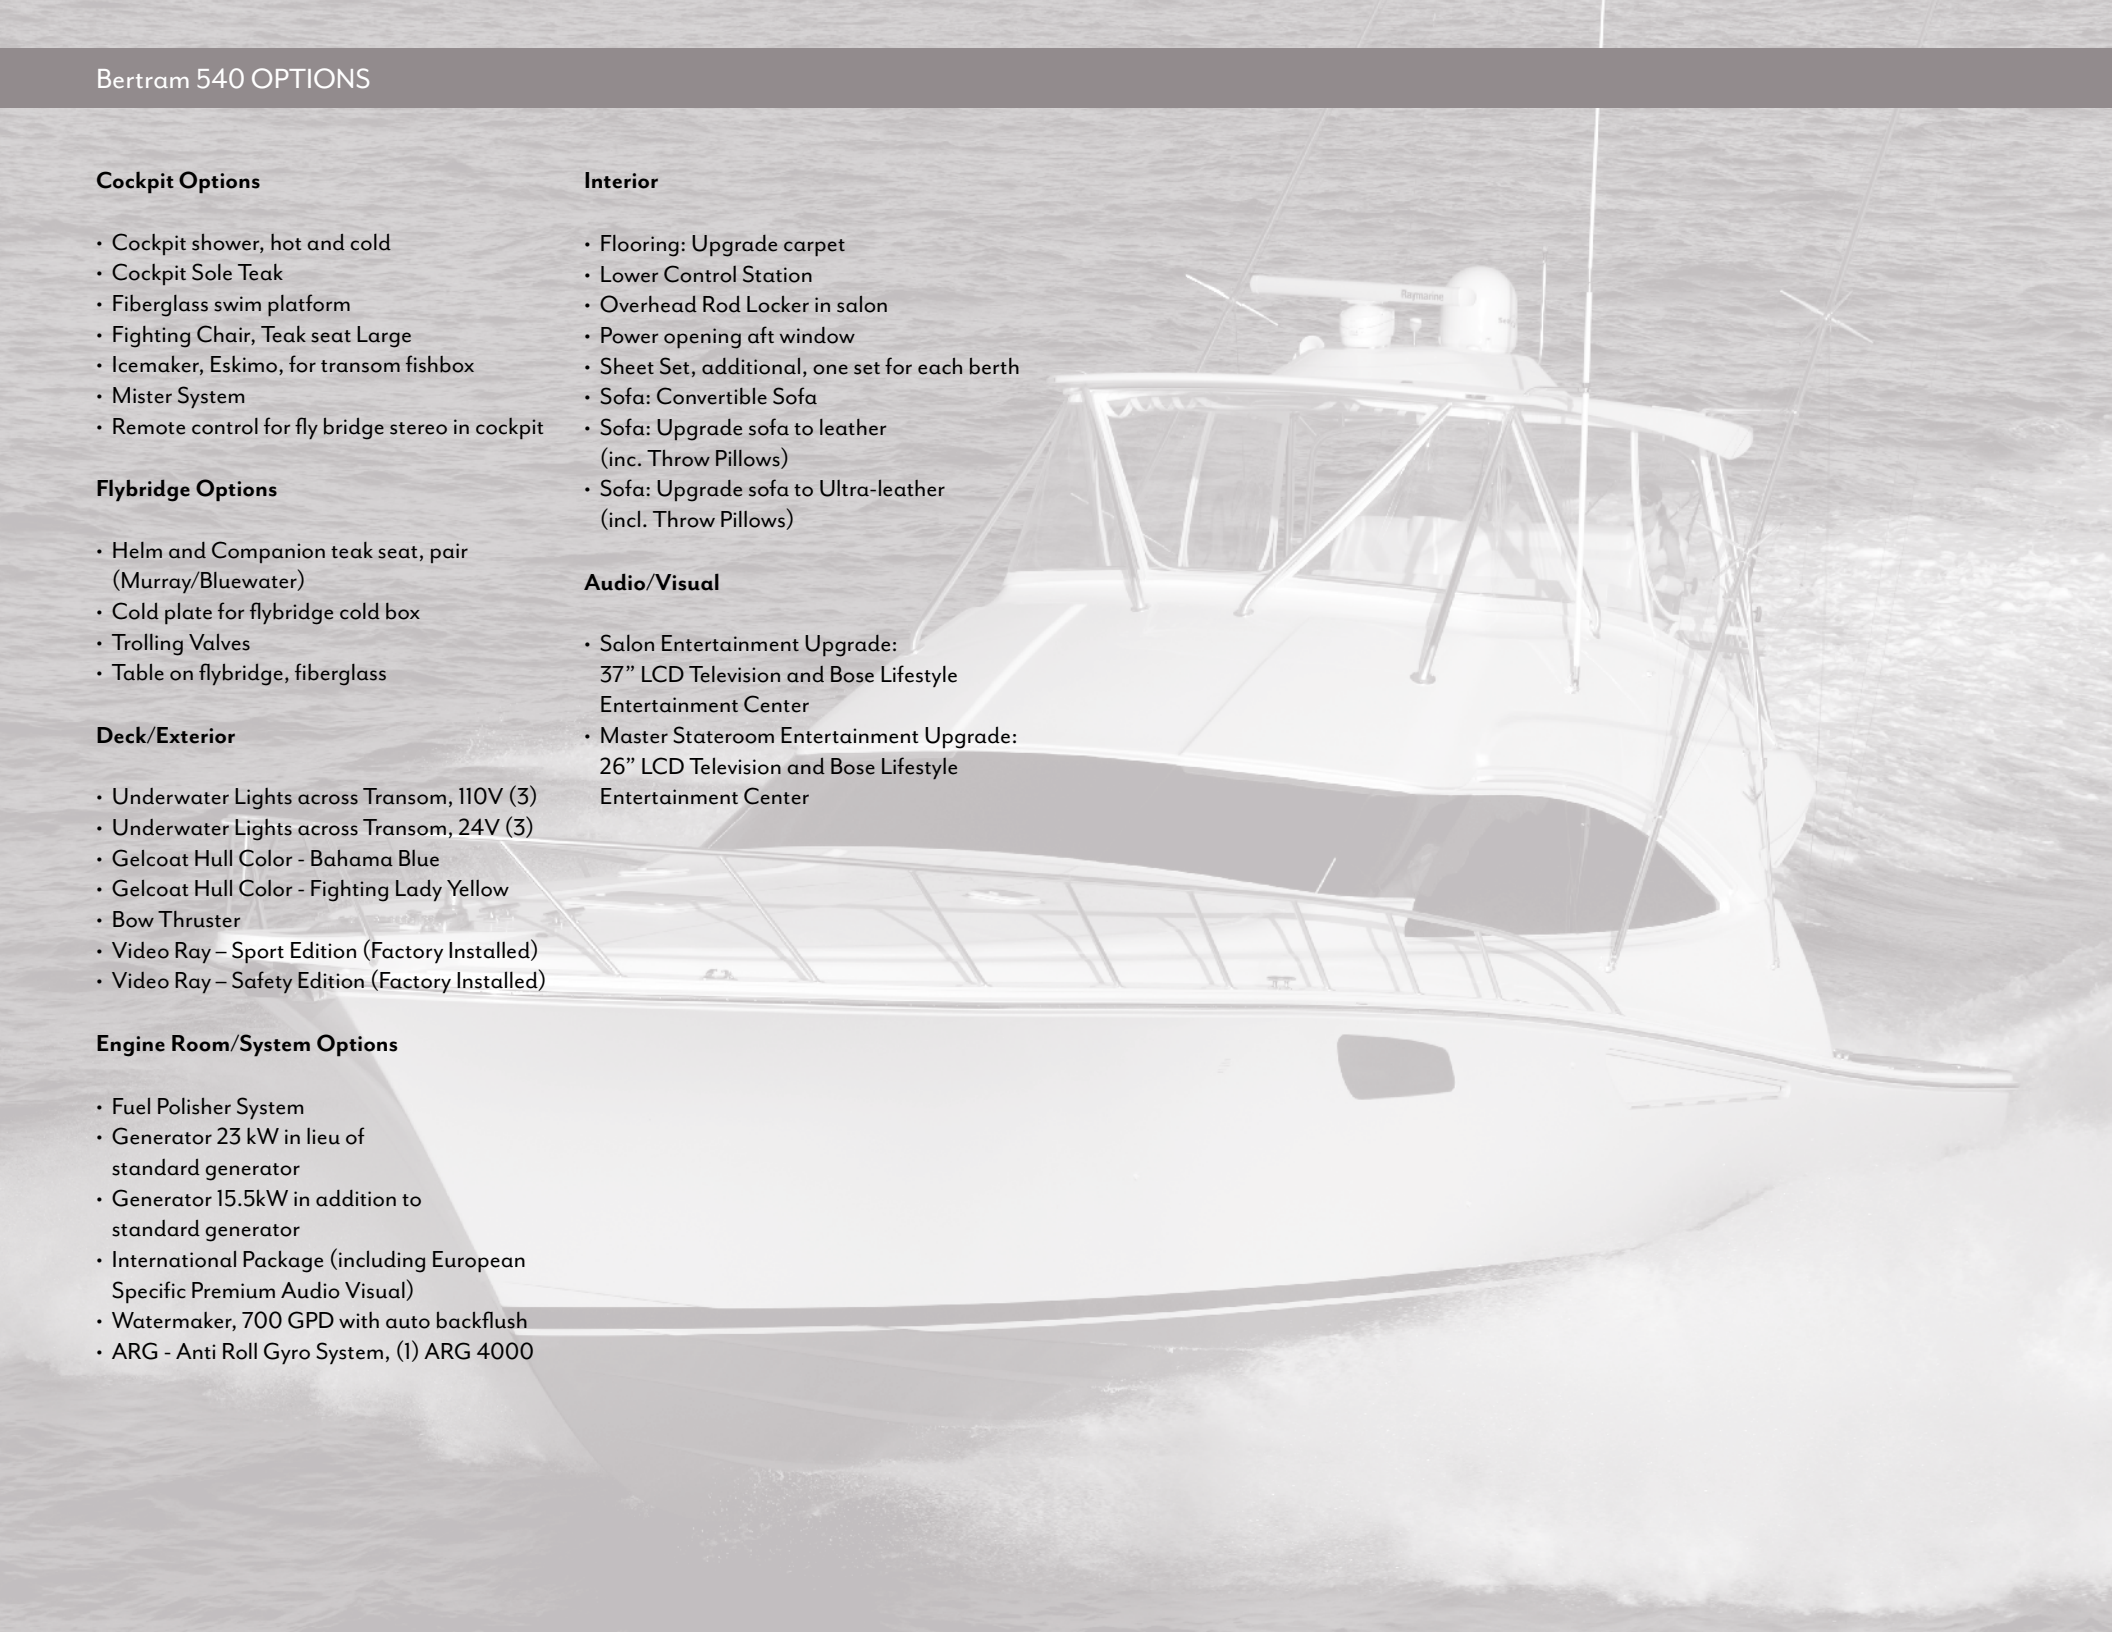 Bertram 540 OPTIONS
Cockpit Options
• Cockpit shower, hot and cold
• Cockpit Sole Teak
• Fiberglass swim platform
• Fighting Chair, Teak seat Large
• Icemaker, Eskimo, for transom fishbox
• Mister System
• Remote control for fly bridge stereo in cockpit
Flybridge Options
• Helm and Companion teak seat, pair
(Murray/Bluewater)
• Cold plate for flybridge cold box
• Trolling Valves
• Table on flybridge, fiberglass
Deck/Exterior
• Underwater Lights across Transom, 110V (3)
• Underwater Lights across Transom, 24V (3)
• Gelcoat Hull Color - Bahama Blue
• Gelcoat Hull Color - Fighting Lady Yellow
• Bow Thruster
• Video Ray – Sport Edition (Factory Installed)
• Video Ray – Safety Edition (Factory Installed)
Engine Room/System Options
• Fuel Polisher System
• Generator 23 kW in lieu of
standard generator
• Generator 15.5kW in addition to
standard generator
• International Package (including European
Specific Premium Audio Visual)
• Watermaker, 700 GPD with auto backflush
• ARG - Anti Roll Gyro System, (1) ARG 4000
Interior
• Flooring: Upgrade carpet
• Lower Control Station
• Overhead Rod Locker in salon
• Power opening aft window
• Sheet Set, additional, one set for each berth
• Sofa: Convertible Sofa
• Sofa: Upgrade sofa to leather
(inc. Throw Pillows)
• Sofa: Upgrade sofa to Ultra-leather
(incl. Throw Pillows)
Audio/Visual
• Salon Entertainment Upgrade:
37” LCD Television and Bose Lifestyle
Entertainment Center
• Master Stateroom Entertainment Upgrade:
26” LCD Television and Bose Lifestyle
Entertainment Center
Raymarine